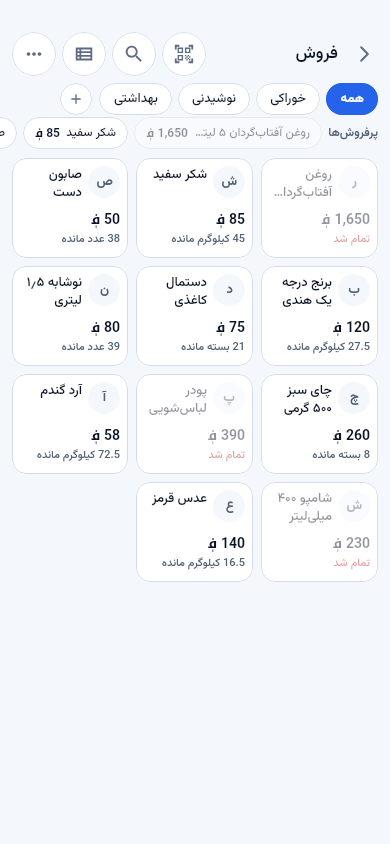 فروش
همه
خوراکی
نوشیدنی
بهداشتی
+
پرفروش‌ها
روغن آفتاب‌گردان ۵ لیتـ... 1,650 ؋
شکر سفید 85 ؋
ر
روغن
آفتاب‌گردا...
1,650 ؋
تمام شد
ش
شکر سفید
85 ؋
45 کیلوگرم مانده
ص
صابون
دست
50 ؋
38 عدد مانده
ب
برنج درجه
یک هندی
120 ؋
27.5 کیلوگرم مانده
د
دستمال
کاغذی
75 ؋
21 بسته مانده
ن
نوشابه ۱٫۵
لیتری
80 ؋
39 عدد مانده
چ
چای سبز
۵۰۰ گرمی
260 ؋
8 بسته مانده
پ
پودر
لباس‌شویی
390 ؋
تمام شد
آ
آرد گندم
58 ؋
72.5 کیلوگرم مانده
ش
شامپو ۴۰۰
میلی‌لیتر
230 ؋
تمام شد
ع
عدس قرمز
140 ؋
16.5 کیلوگرم مانده